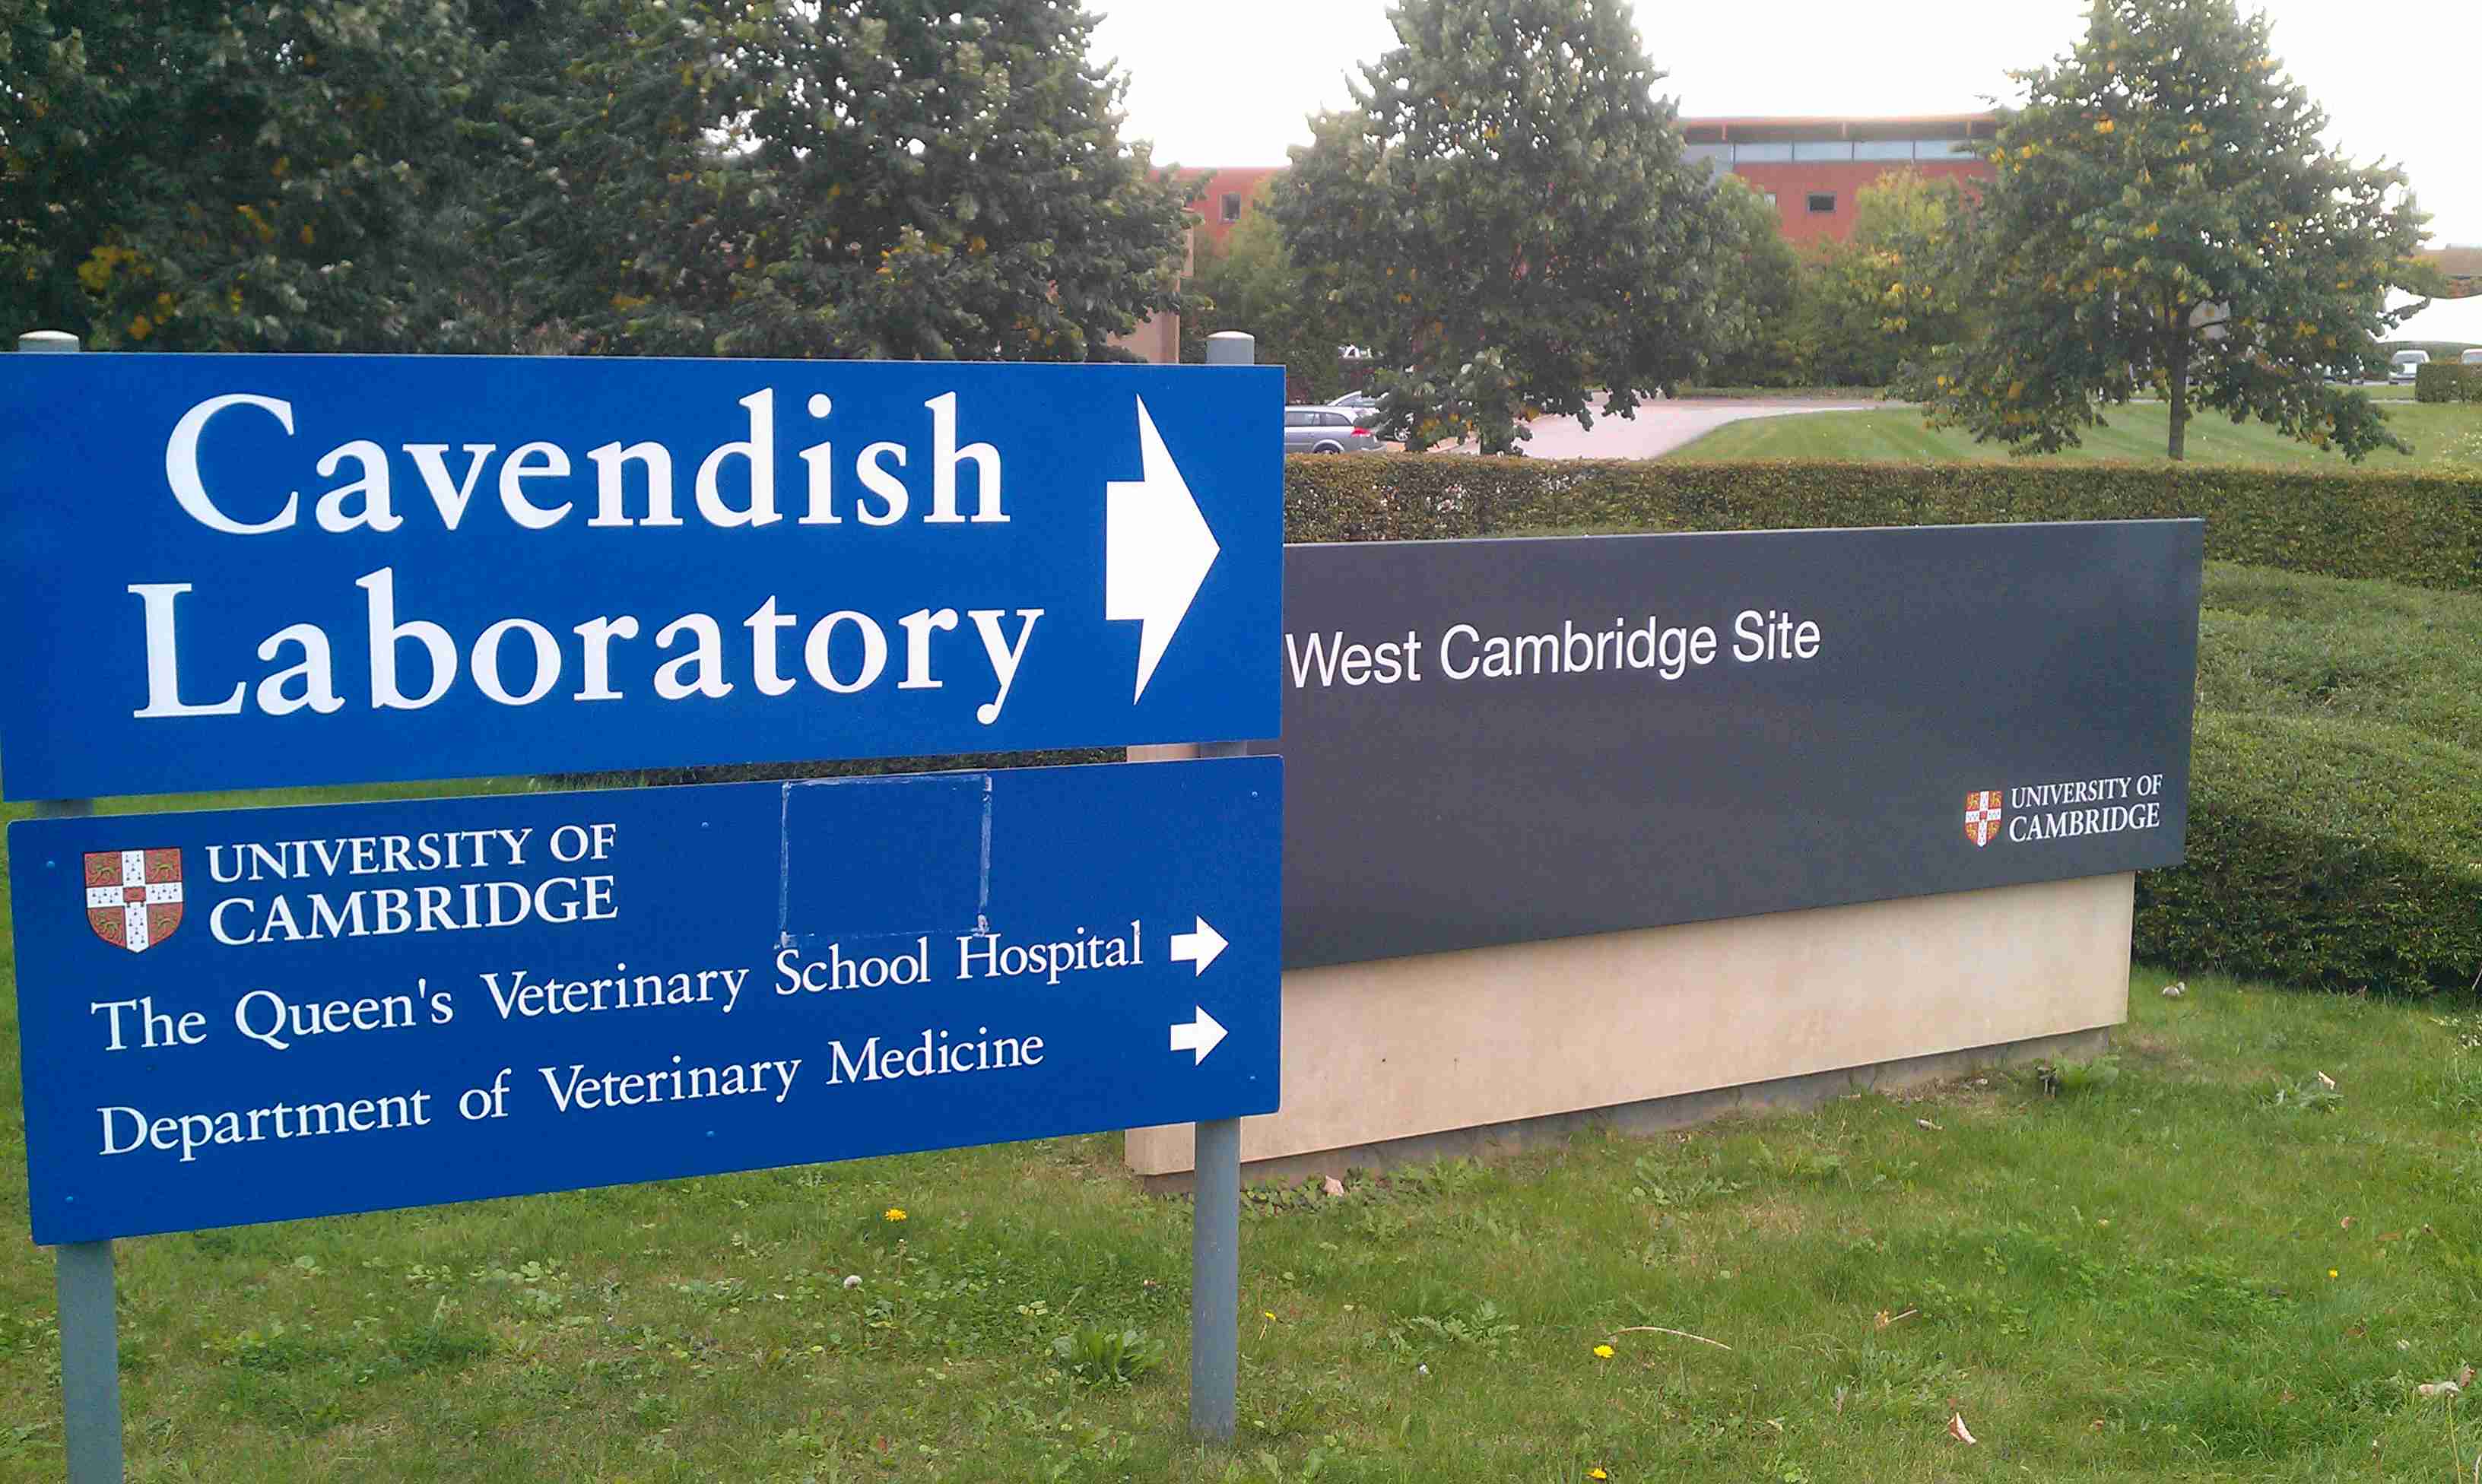 Cavendish
Laboratory
UNIVERSITY OF
CAMBRIDGE
The Queen's Veterinary School Hospital
Department of Veterinary Medicine
West Cambridge Site
UNIVERSITY OF
CAMBRIDGE